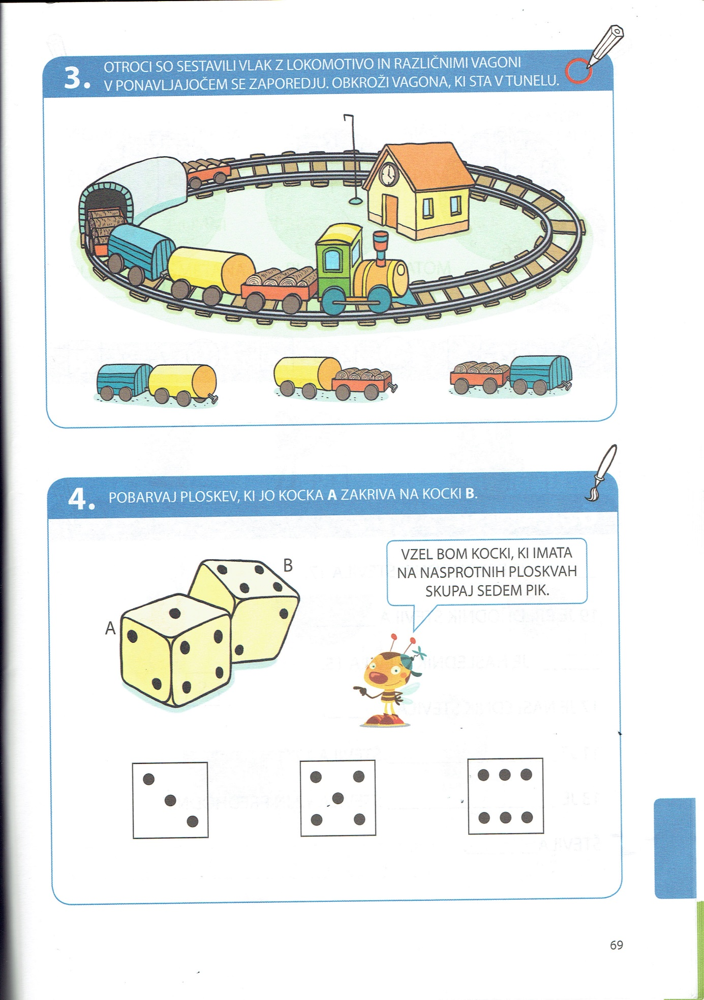 3.
OTROCI SO SESTAVILI VLAK Z LOKOMOTIVO IN RAZLIČNIMI VAGONI
V PONAVLJAJOČEM SE ZAPOREDJU. OBKROŽI VAGONA, KI STA V TUNELU.
4.
POBARVAJ PLOSKEV, KI JO KOCKA A ZAKRIVA NA KOCKI B.
B
A
VZEL BOM KOCKI, KI IMATA
NA NASPROTNIH PLOSKVAH
SKUPAJ SEDEM PIK.
69